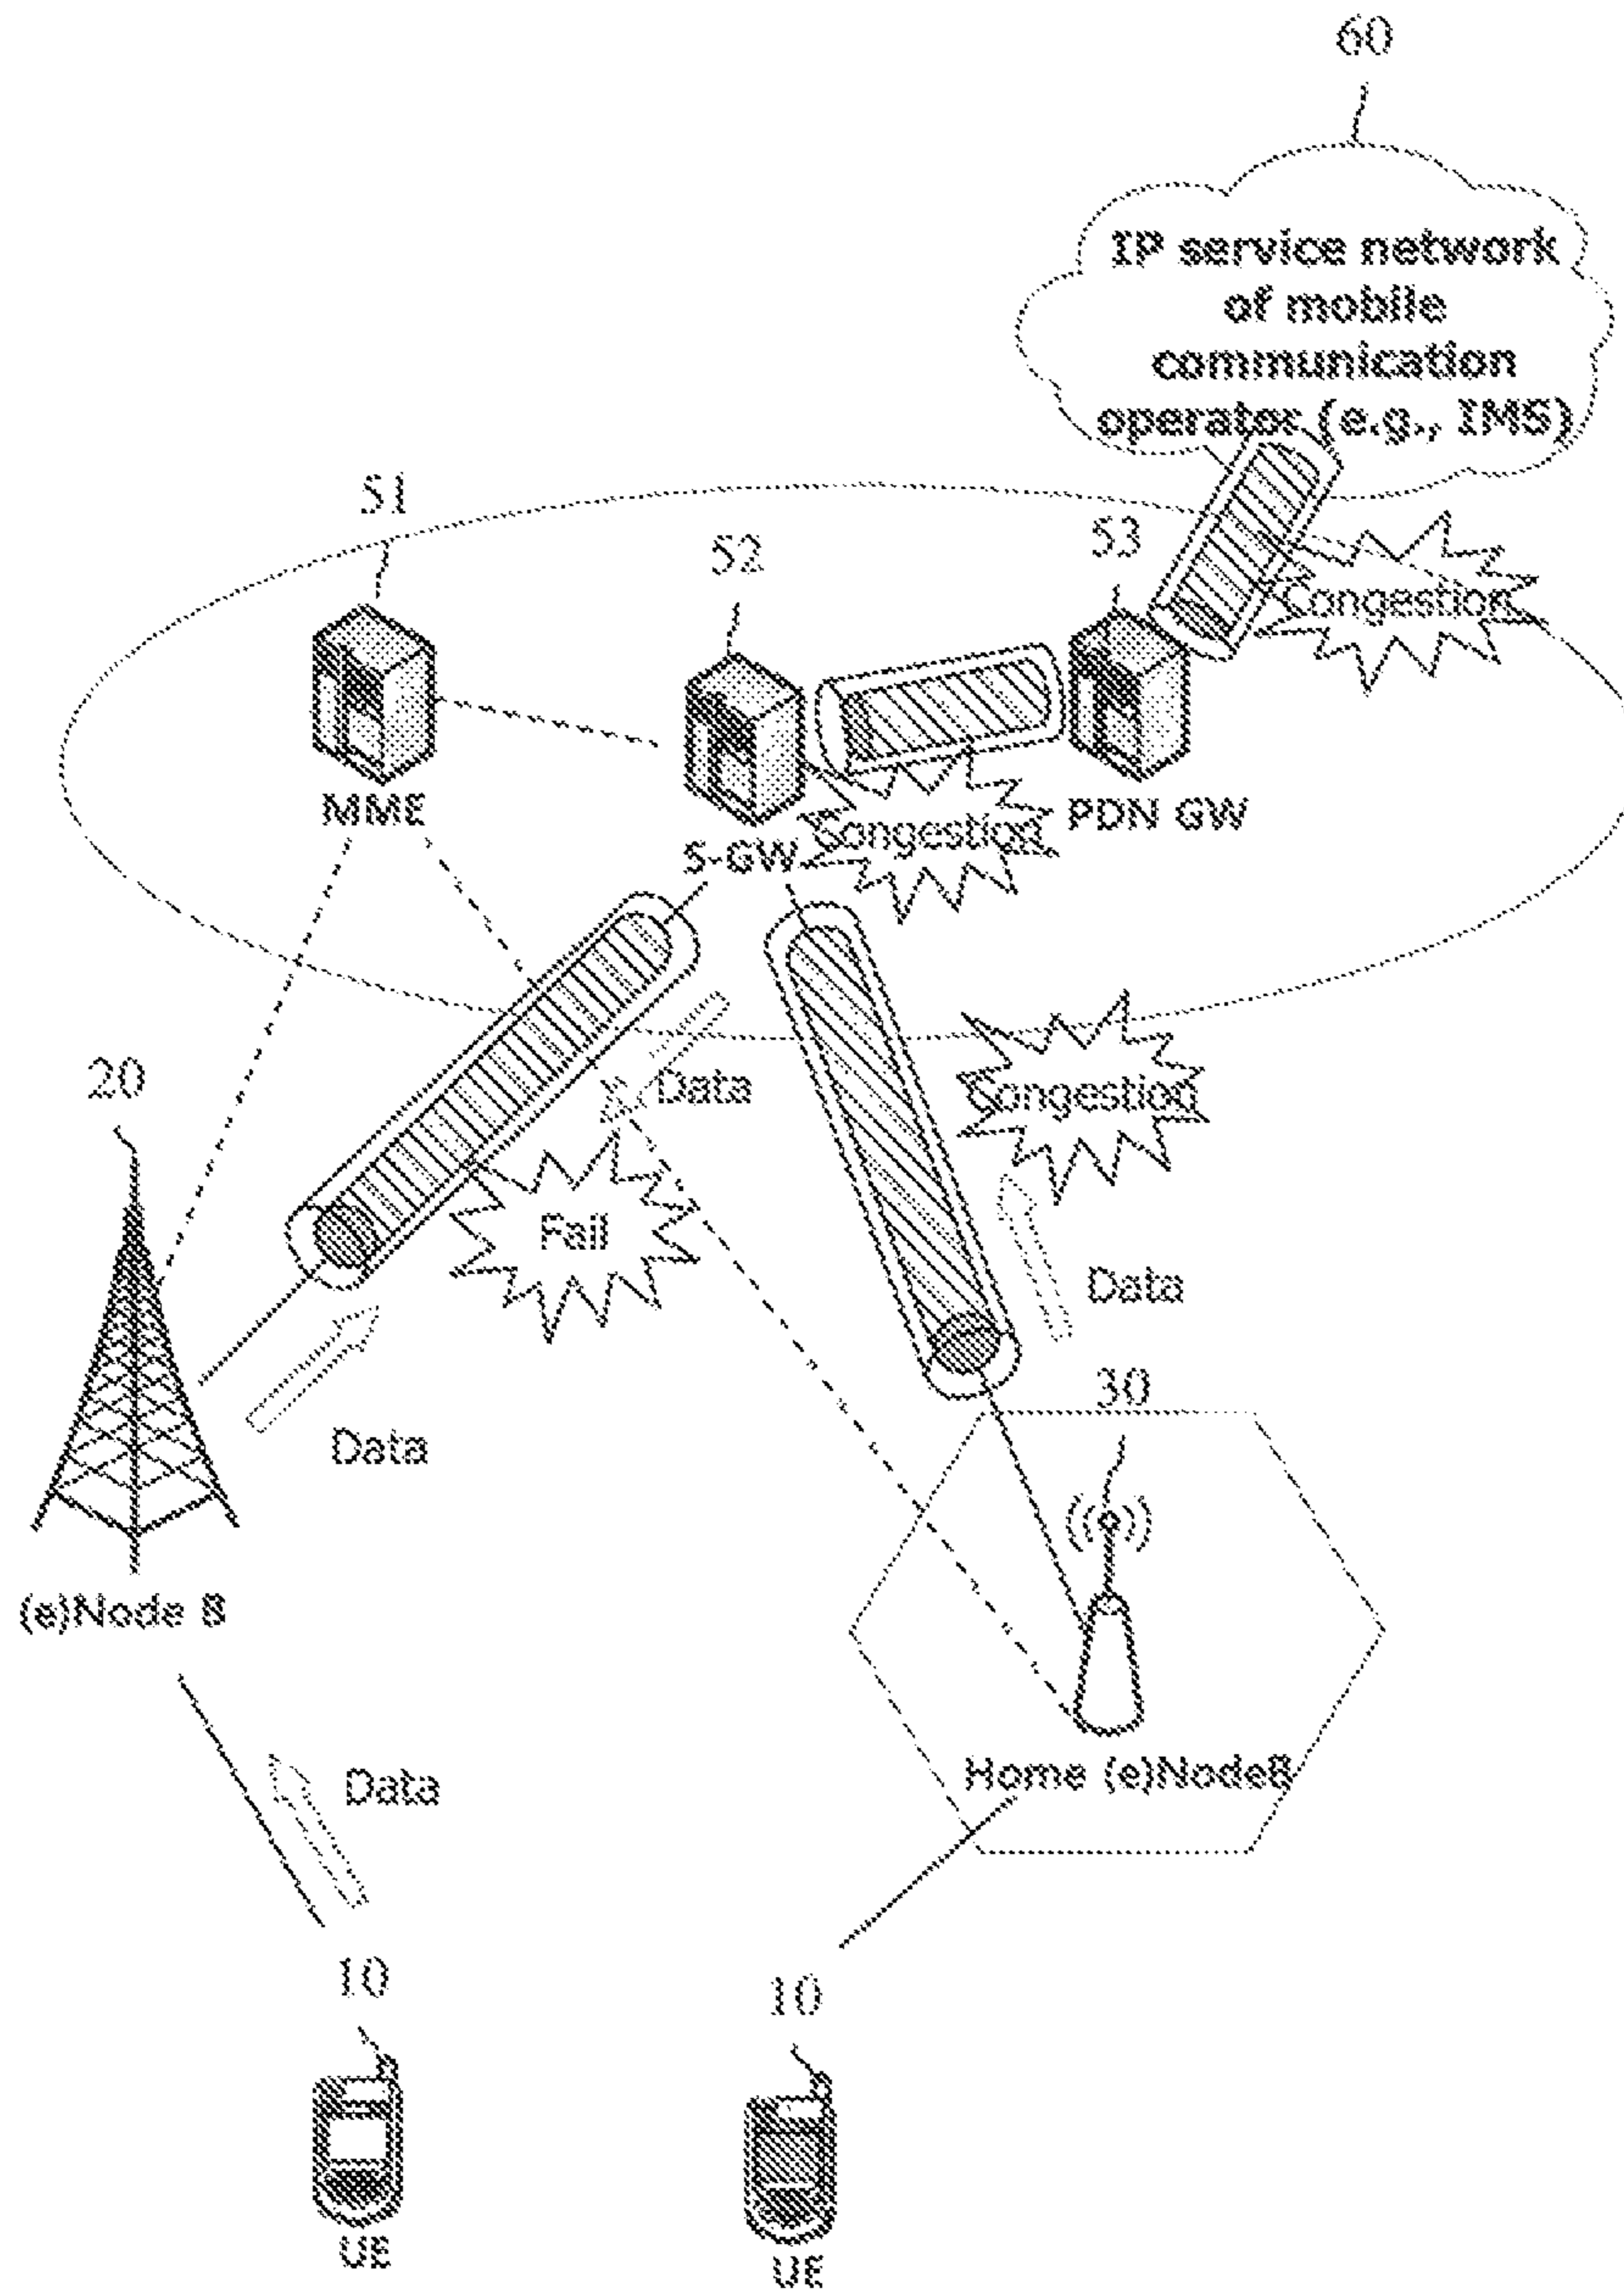 60
IP service network
of mobile
communication
operator (e.g., IMS)
51
52
53
Congestion
MME
S-GW
Congestion
PDN GW
20
Data
Congestion
Fail
Data
30
Data
(e)Node B
Home (e)NodeB
Data
10
10
UE
UE